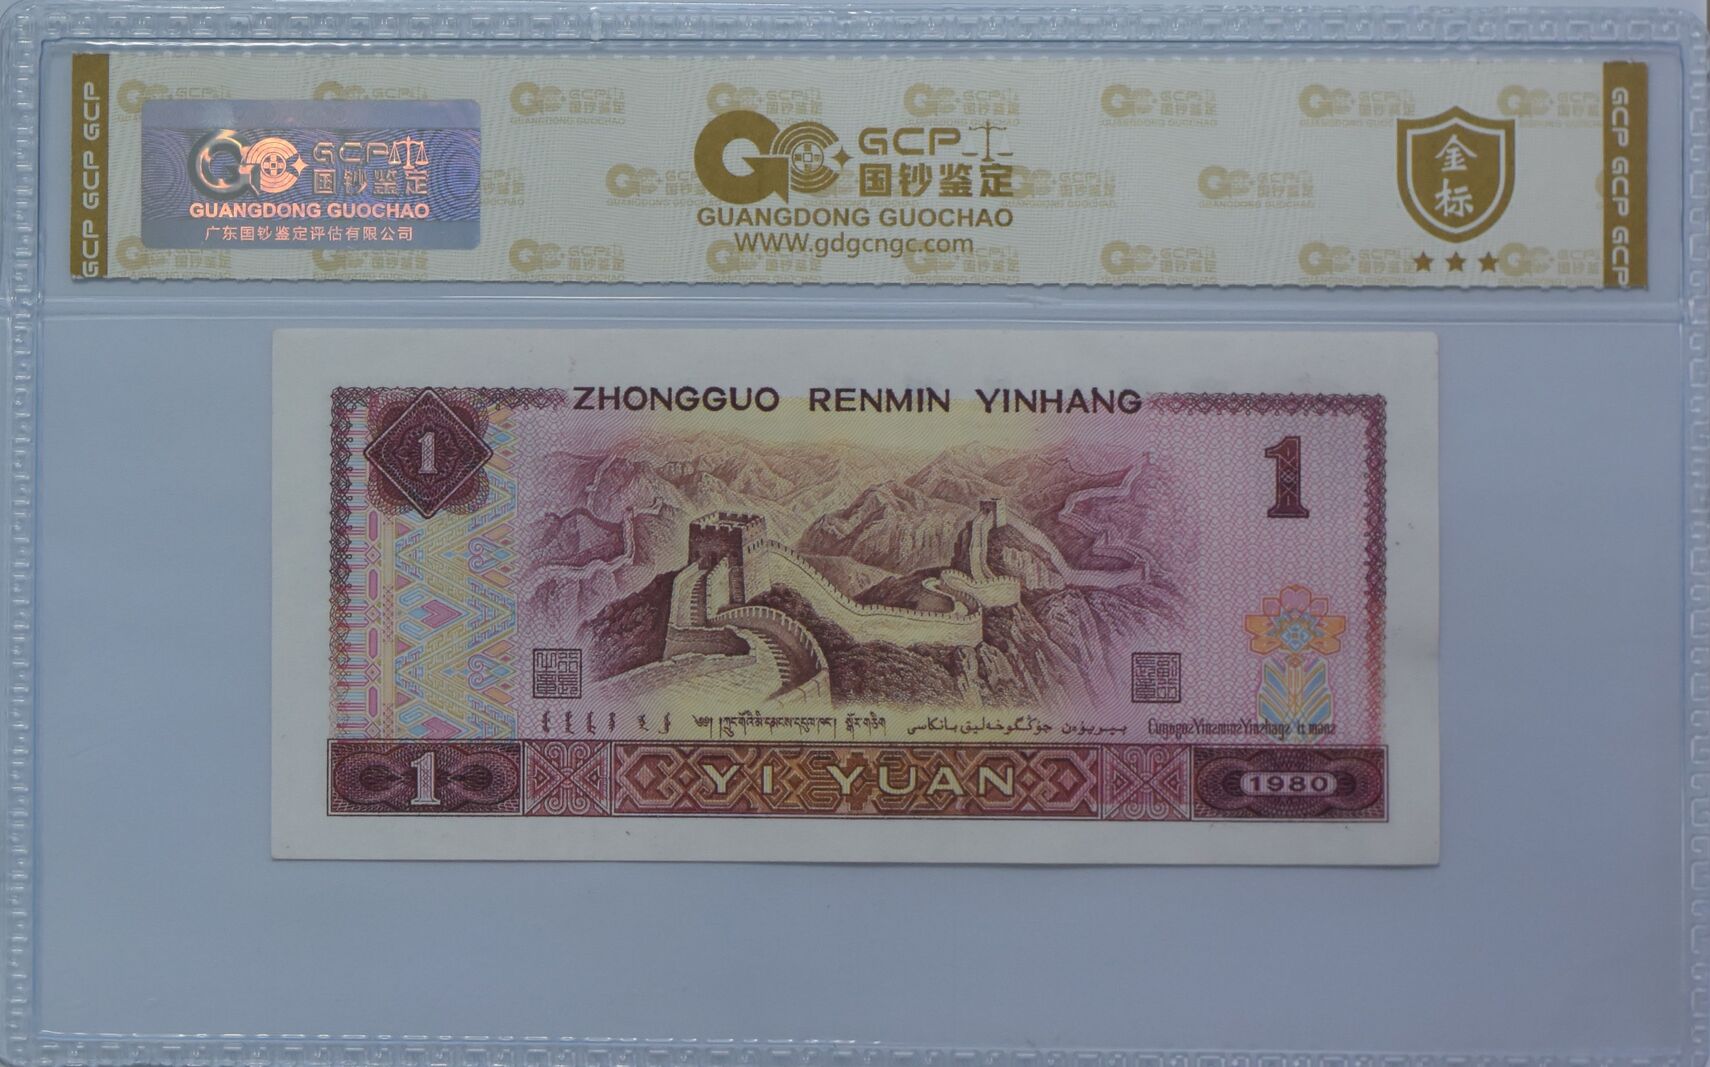 GCP GCP GCP
GCP 国钞鉴定
GUANGDONG GUOCHAO
广东国钞鉴定评估有限公司
GCP
国钞鉴定
GUANGDONG GUOCHAO
WWW.gdgcngc.com
金标
GCP GCP GCP
ZHONGGUO RENMIN YINHANG
1
1
1
YI YUAN
1980